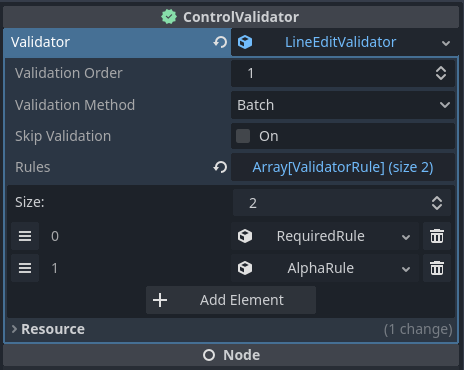 ControlValidator
Validator LineEditValidator
Validation Order 1
Validation Method Batch
Skip Validation On
Rules Array[ValidatorRule] (size 2)
Size: 2
0 RequiredRule
1 AlphaRule
Add Element
Resource (1 change)
Node